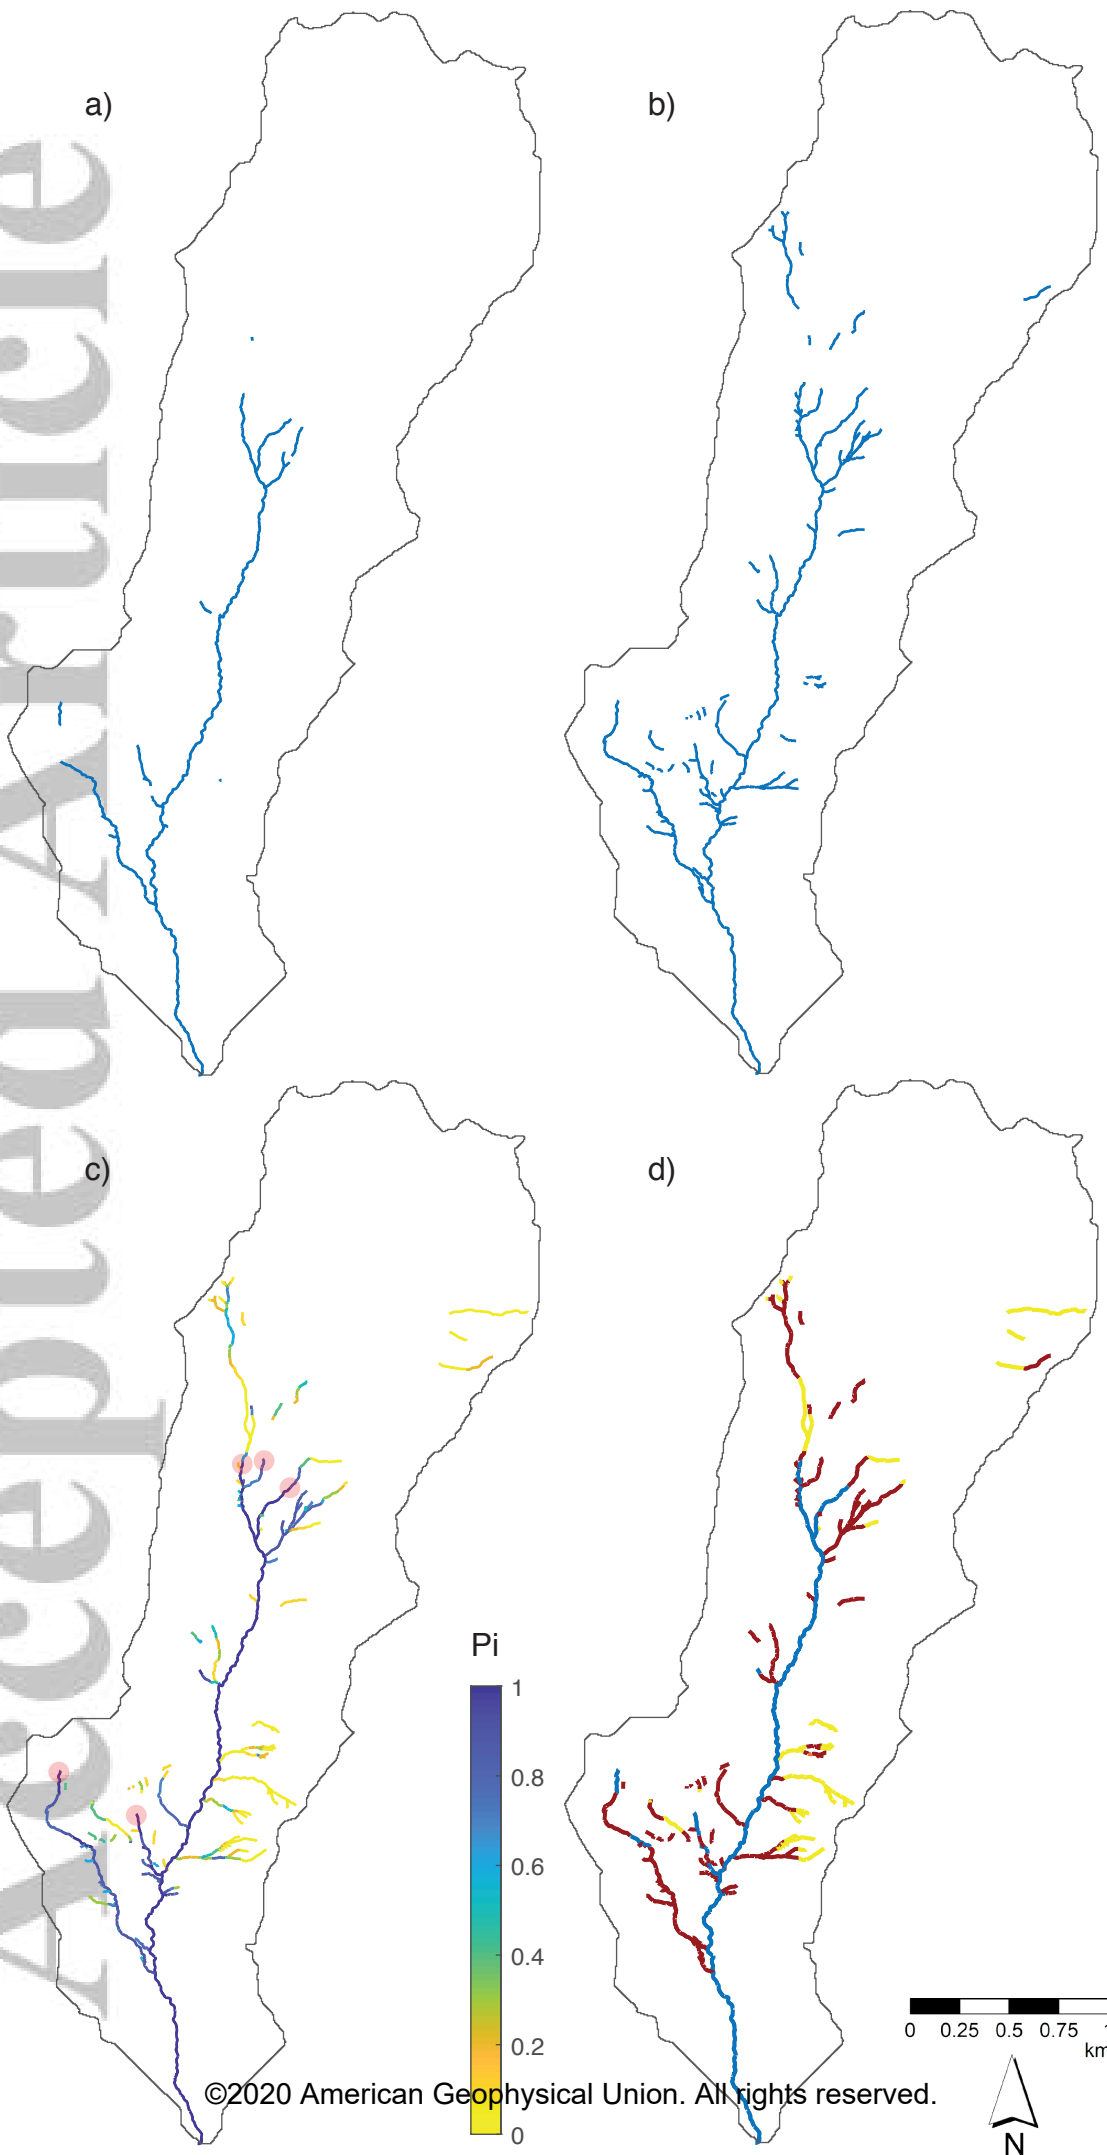 Accepted Article
a)
b)
c)
d)
Pi
1
0.8
0.6
0.4
0.2
0
0 0.25 0.5 0.75
km
N
©2020 American Geophysical Union. All rights reserved.